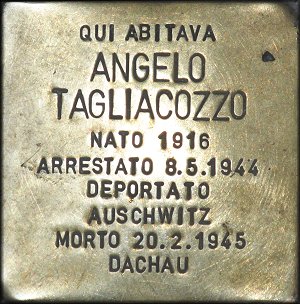 QUI ABITAVA
ANGELO
TAGLIACOZZO
NATO 1916
ARRESTATO 8.5.1944
DEPORTATO
AUSCHWITZ
MORTO 20.2.1945
DACHAU